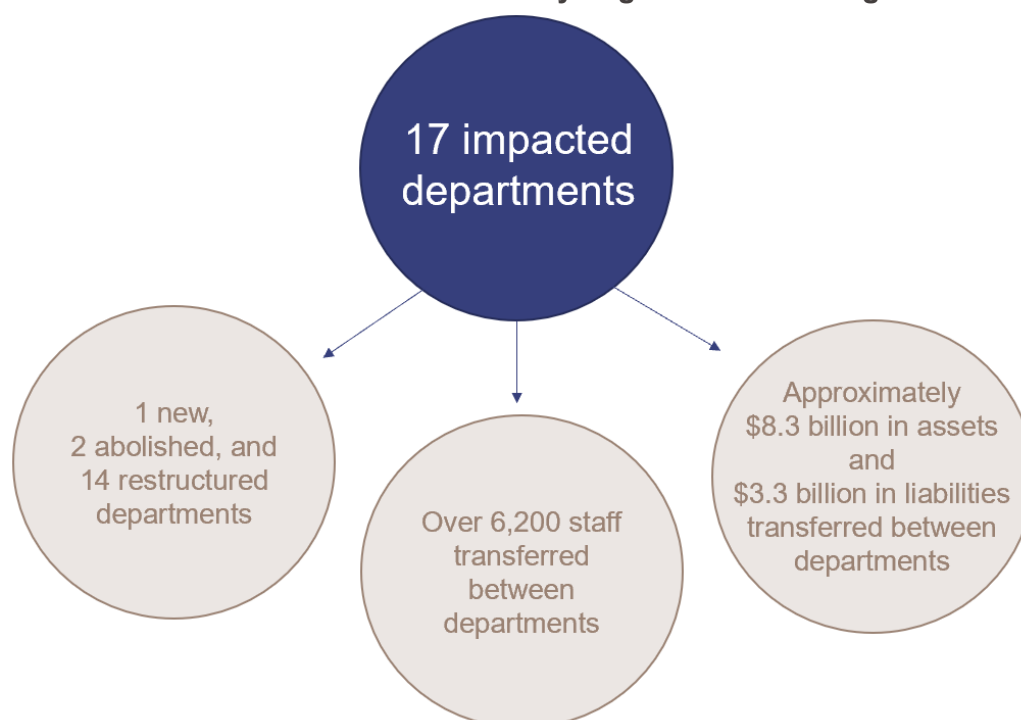 17 impacted
departments
1 new,
2 abolished, and
14 restructured
departments
Over 6,200 staff
transferred
between
departments
Approximately
$8.3 billion in assets
and
$3.3 billion in liabilities
transferred between
departments